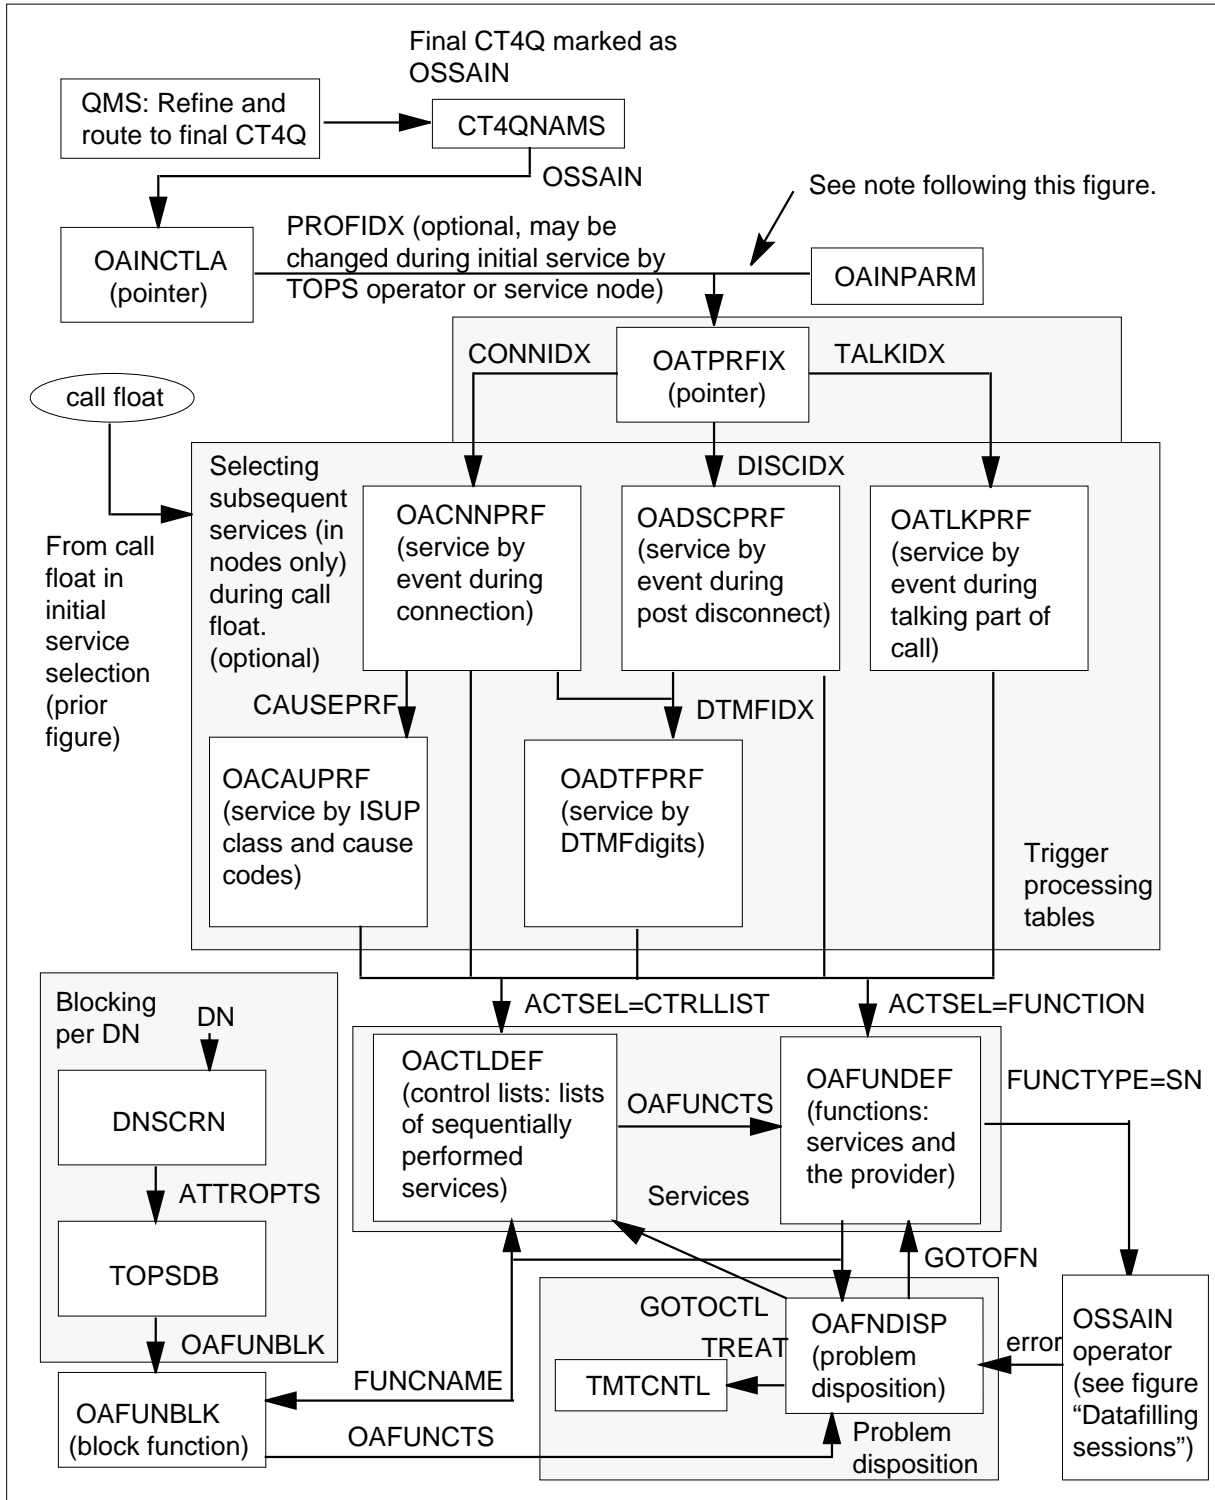 Final CT4Q marked as
OSSAIN
QMS: Refine and
route to final CT4Q
CT4QNAMS
OSSAIN
See note following this figure.
PROFIDX (optional, may be
changed during initial service by
TOPS operator or service node)
OAINCTLA
(pointer)
OAINPARM
CONNIDX
OATPRFIX
(pointer)
TALKIDX
call float
Selecting
subsequent
services (in
nodes only)
during call
float.
(optional)
DISCIDX
OACNNPRF
(service by
event during
connection)
OADSCPRF
(service by
event during
post disconnect)
OATLKPRF
(service by
event during
talking part of
call)
From call
float in
initial
service
selection
(prior
figure)
CAUSEPRF
DTMFIDX
OACAUPRF
(service by ISUP
class and cause
codes)
OADTFPRF
(service by
DTMFdigits)
Trigger
processing
tables
Blocking
per DN
DN
ACTSEL=CTRLLIST
ACTSEL=FUNCTION
DNSCRN
OACTLDEF
(control lists: lists
of sequentially
performed
services)
OAFUNCTS
OAFUNDEF
(functions:
services and
the provider)
FUNCTYPE=SN
ATTROPTS
Services
TOPSDB
GOTOFN
OAFUNBLK
GOTOCTL
TREAT
OAFNDISP
(problem
disposition)
error
OSSAIN
operator
(see figure
“Datafilling
sessions”)
TMTCNTL
FUNCNAME
OAFUNBLK
(block function)
OAFUNCTS
Problem
disposition